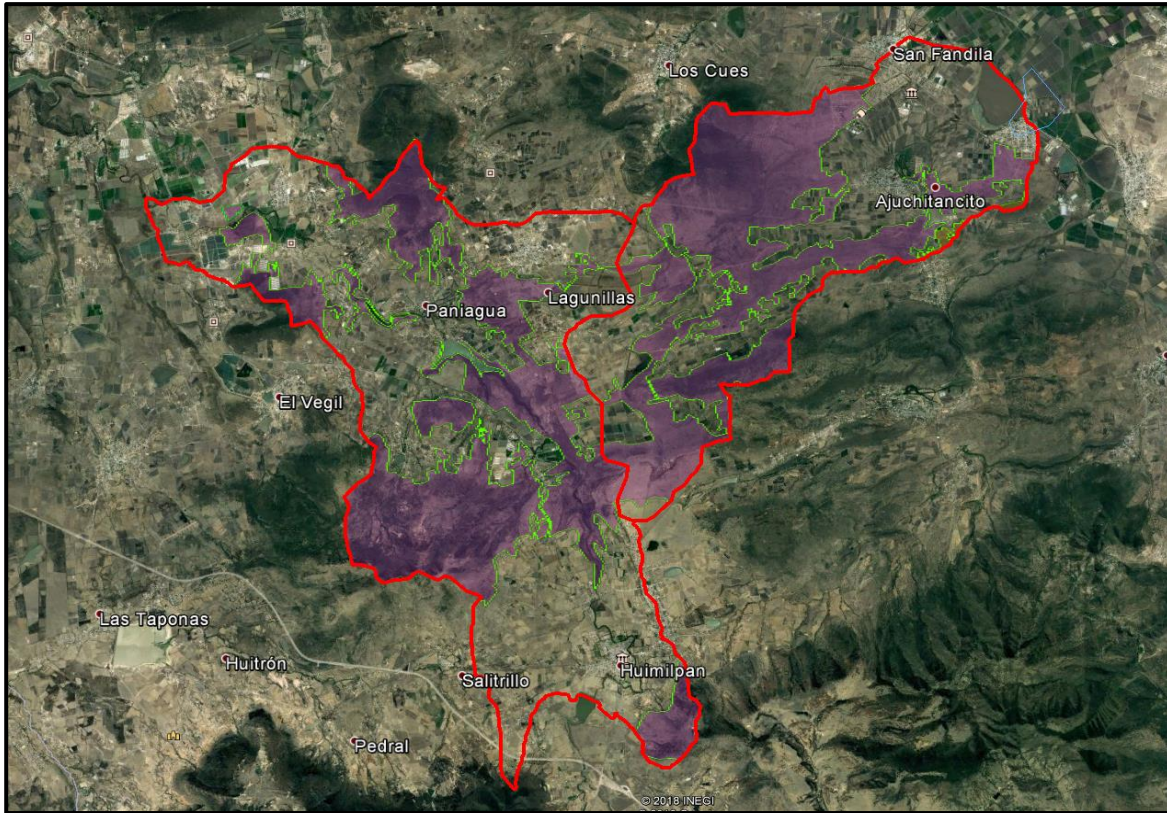 San Fandila
Los Cues
Ajuchitancito
Lagunillas
Paniagua
El Vegil
Las Taponas
Huitrón
Salitrillo
Huimilpan
Pedral
© 2018 INEGI